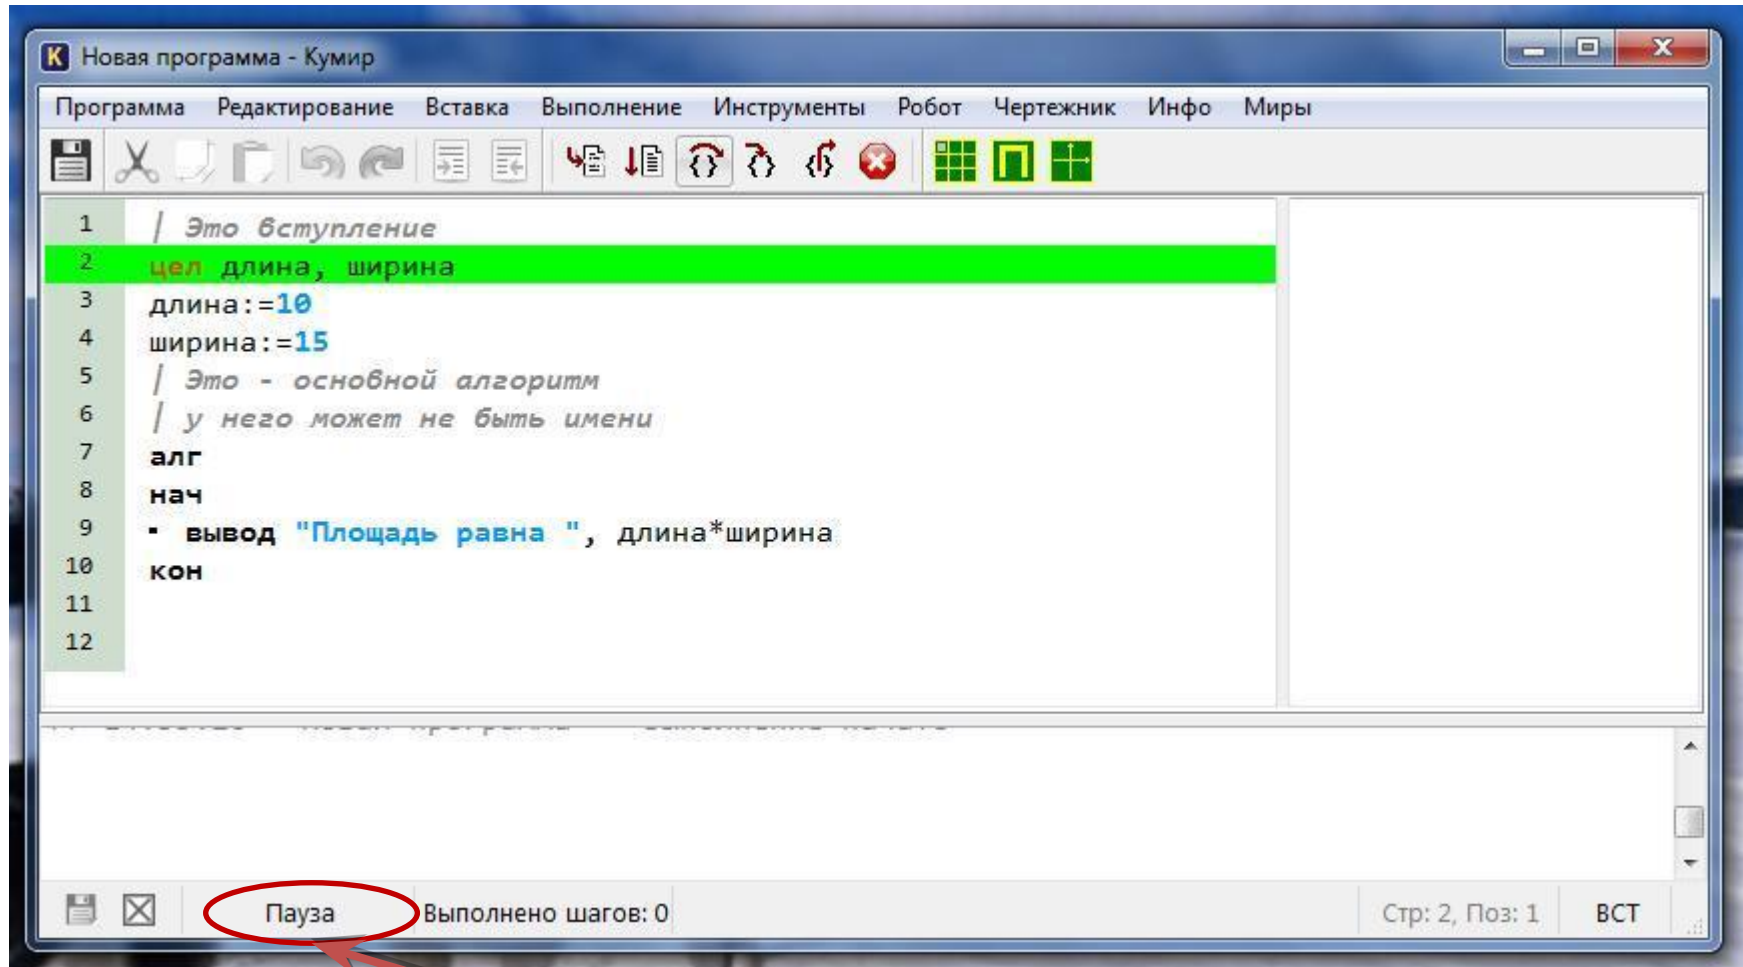 Новая программа - Кумир
Программа Редактирование Вставка Выполнение Инструменты Робот Чертежник Инфо Миры
1 | Это вступление
2 цел длина, ширина
3 длина:=10
4 ширина:=15
5 | Это - основной алгоритм
6 | у него может не быть имени
7 алг
8 нач
9 ▪ вывод "Площадь равна ", длина*ширина
10 кон
11
12
Пауза Выполнено шагов: 0 Стр: 2, Поз: 1 ВСТ